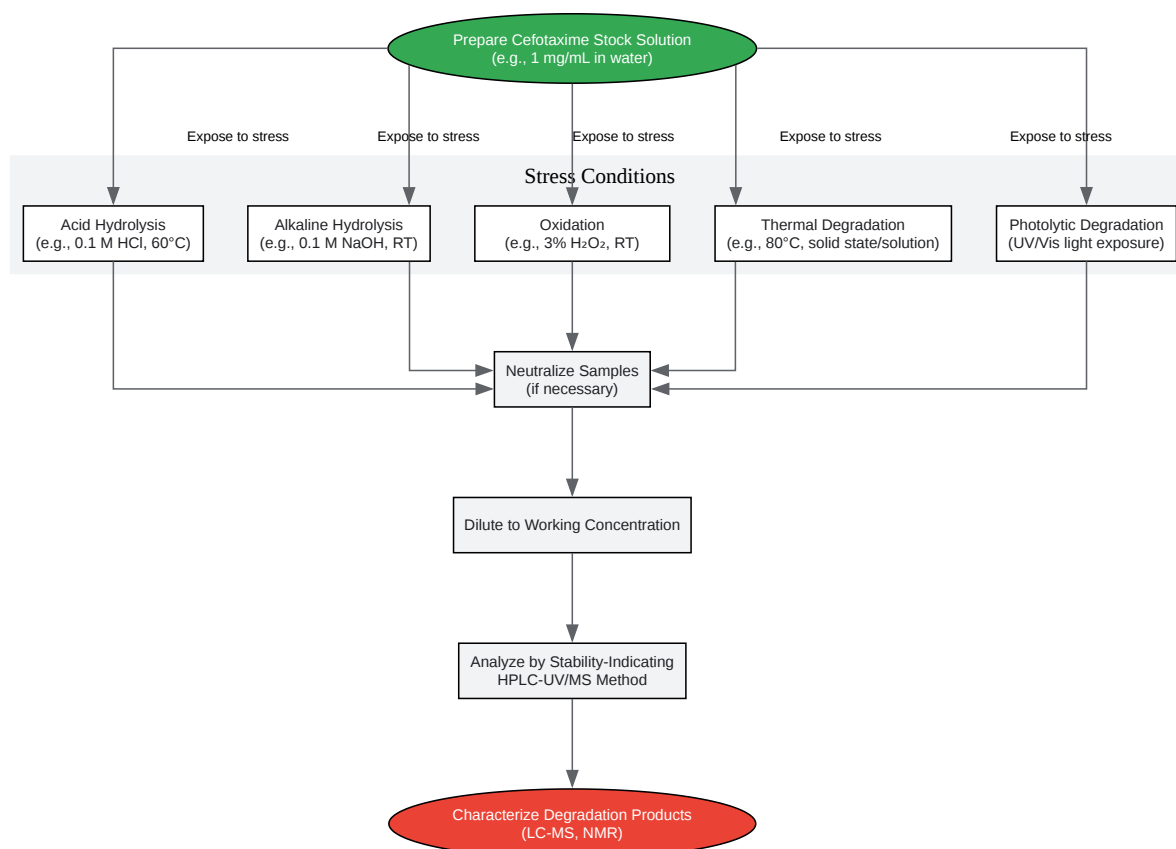 Prepare Cefotaxime Stock Solution
(e.g., 1 mg/mL in water)
Expose to stress
Expose to stress
Expose to stress
Expose to stress
Expose to stress
Stress Conditions
Acid Hydrolysis
(e.g., 0.1 M HCl, 60°C)
Alkaline Hydrolysis
(e.g., 0.1 M NaOH, RT)
Oxidation
(e.g., 3% H₂O₂, RT)
Thermal Degradation
(e.g., 80°C, solid state/solution)
Photolytic Degradation
(UV/Vis light exposure)
Neutralize Samples
(if necessary)
Dilute to Working Concentration
Analyze by Stability-Indicating
HPLC-UV/MS Method
Characterize Degradation Products
(LC-MS, NMR)